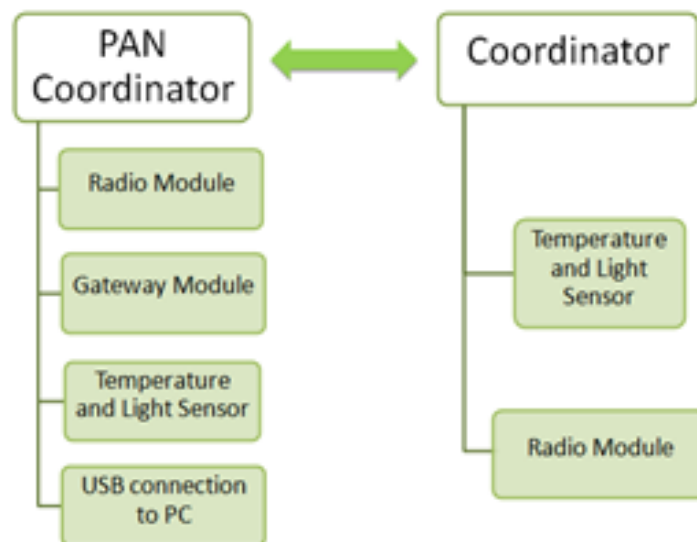 PAN
Coordinator
Radio Module
Gateway Module
Temperature
and Light Sensor
USB connection
to PC
Coordinator
Temperature
and Light
Sensor
Radio Module